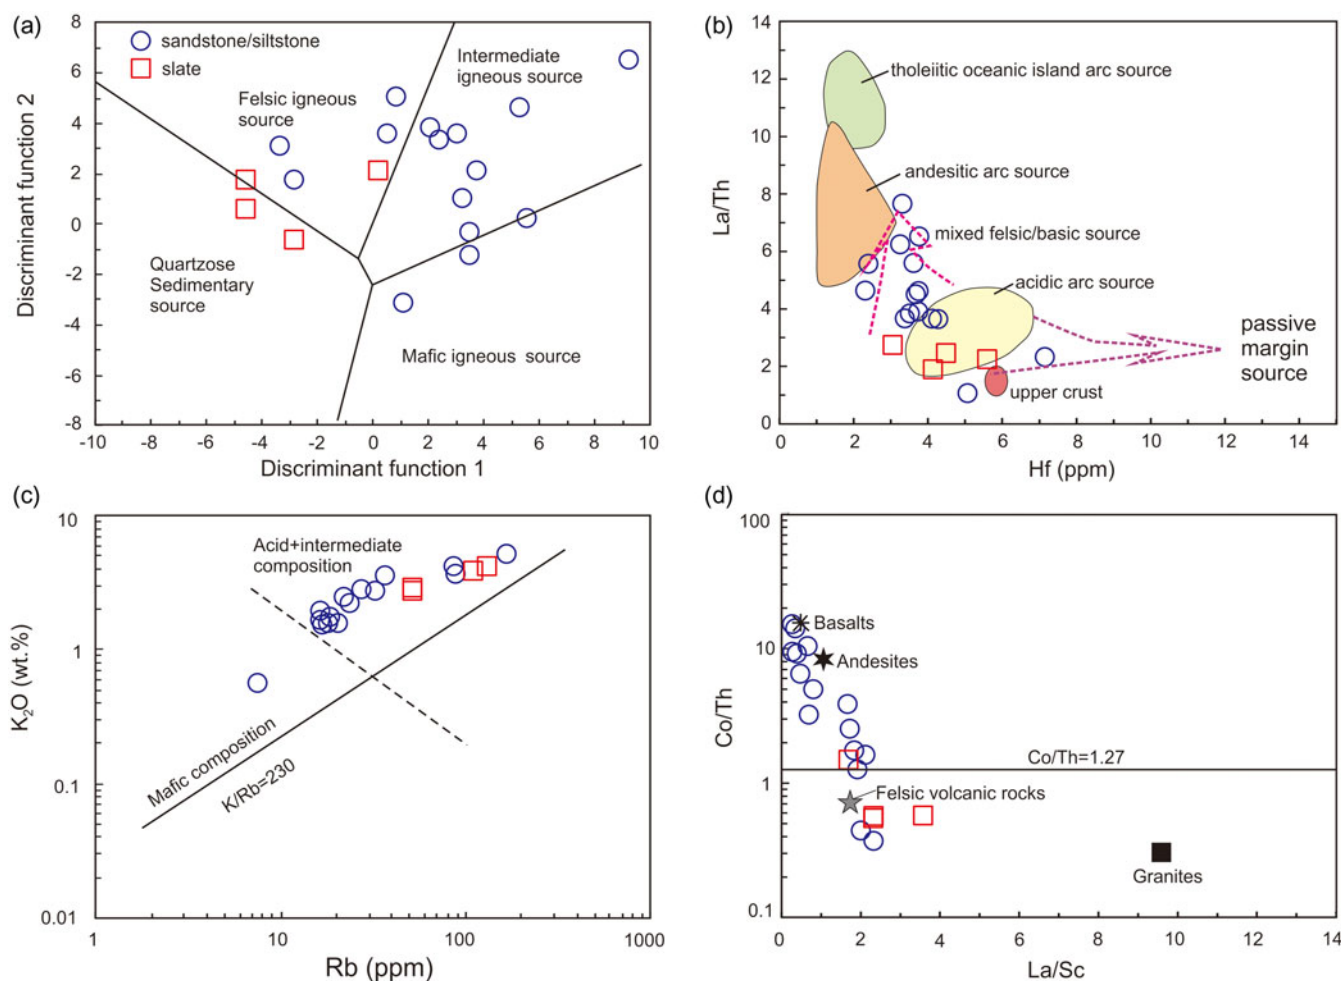 (a)
8
6
4
2
0
-2
-4
-6
-8
-10
-8
-6
-4
-2
0
2
4
6
8
10
Discriminant function 2
Discriminant function 1
sandstone/siltstone
slate
Intermediate
igneous source
Felsic igneous
source
Quartzose
Sedimentary
source
Mafic igneous source
(b)
14
12
10
8
6
4
2
0
0
2
4
6
8
10
12
14
La/Th
Hf (ppm)
tholeiitic oceanic island arc source
andesitic arc source
mixed felsic/basic source
acidic arc source
passive
margin
source
upper crust
(c)
10
1
0.1
0.01
1
10
100
1000
K2O (wt.%)
Rb (ppm)
Acid+intermediate
composition
Mafic composition
K/Rb=230
(d)
100
10
1
0.1
0
2
4
6
8
10
12
14
Co/Th
La/Sc
Basalts
Andesites
Co/Th=1.27
Felsic volcanic rocks
Granites